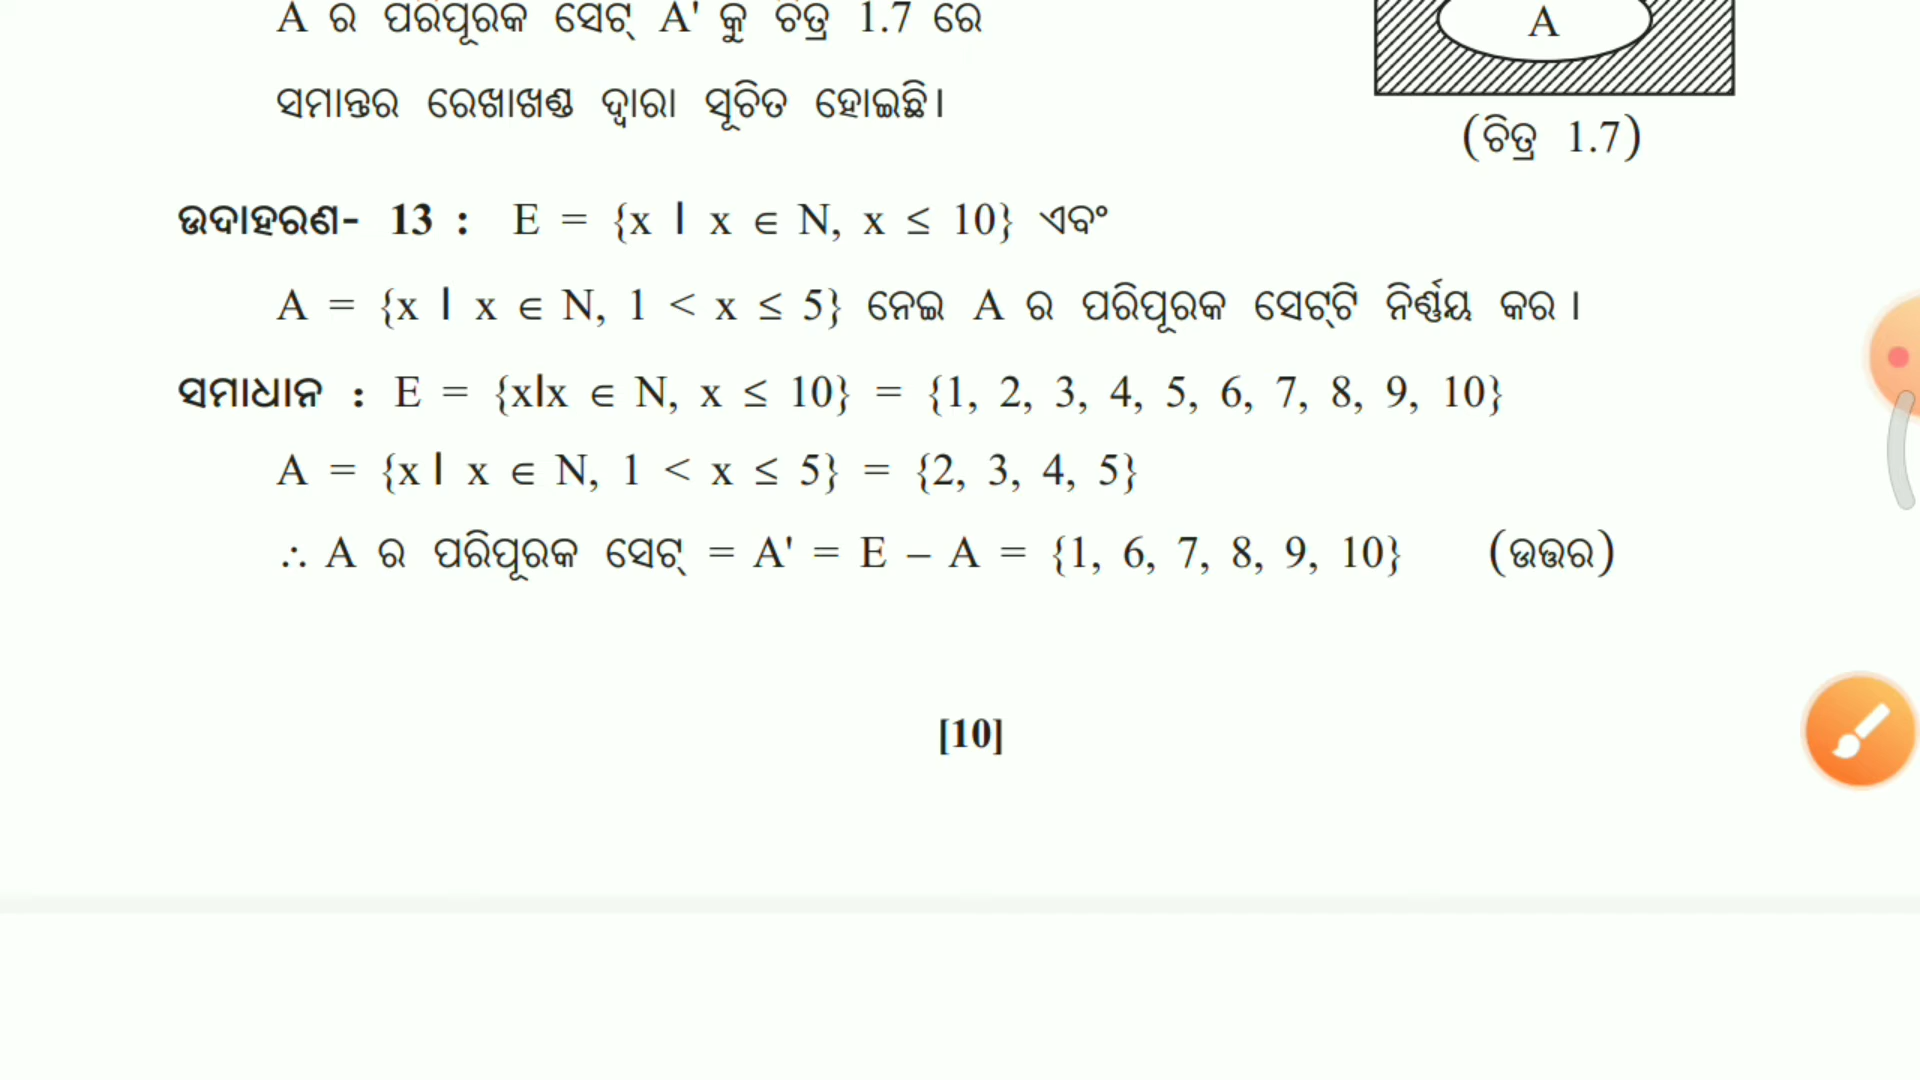 A ର ପରିପୂରକ ସେଟ୍ A' କୁ ଚିତ୍ର 1.7 ରେ
A
ସମାନ୍ତର ରେଖାଖଣ୍ଡ ଦ୍ୱାରା ସୂଚିତ ହୋଇଛି।
(ଚିତ୍ର 1.7)
ଉଦାହରଣ- 13 : E = {x | x ∈ N, x ≤ 10} ଏବଂ
A = {x | x ∈ N, 1 < x ≤ 5} ନେଇ A ର ପରିପୂରକ ସେଟ୍‌ଟି ନିର୍ଣ୍ଣୟ କର ।
ସମାଧାନ : E = {x|x ∈ N, x ≤ 10} = {1, 2, 3, 4, 5, 6, 7, 8, 9, 10}
A = {x | x ∈ N, 1 < x ≤ 5} = {2, 3, 4, 5}
∴ A ର ପରିପୂରକ ସେଟ୍ = A' = E – A = {1, 6, 7, 8, 9, 10} (ଉତ୍ତର)
[10]